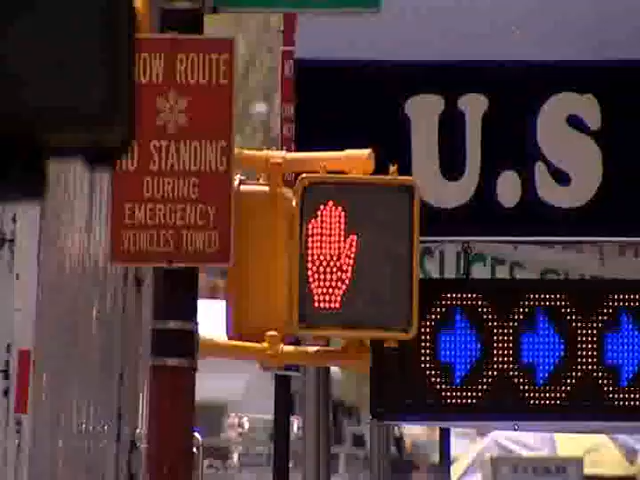 NOW ROUTE
NO STANDING
DURING
EMERGENCY
VEHICLES TOWED
U.S